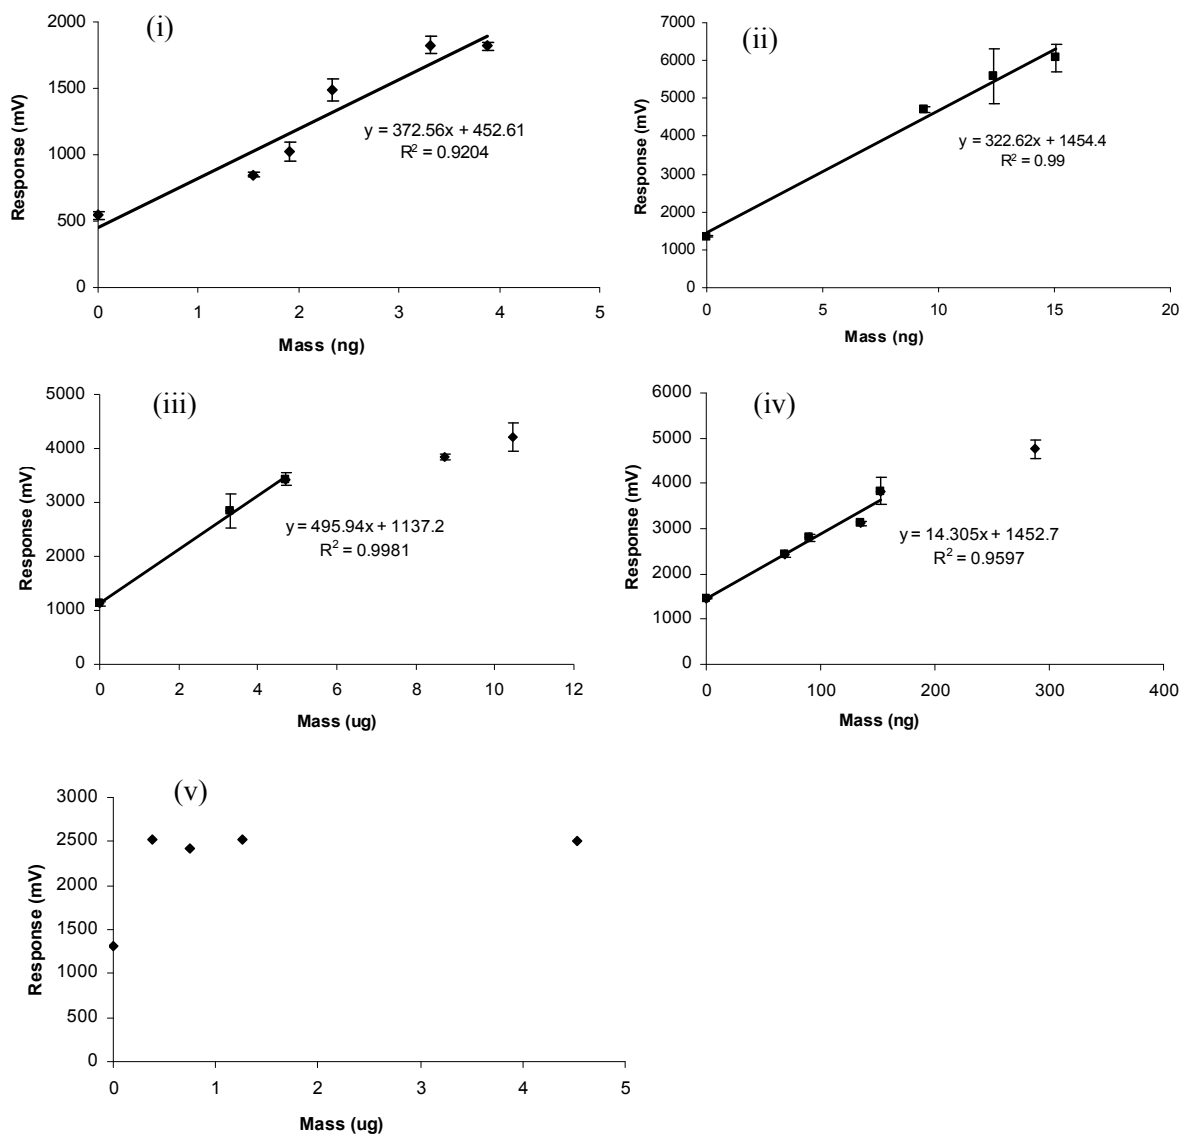 (i)
2000
1500
1000
500
0
Response (mV)
y = 372.56x + 452.61
R² = 0.9204
0 1 2 3 4 5
Mass (ng)
(ii)
7000
6000
5000
4000
3000
2000
1000
0
Response (mV)
y = 322.62x + 1454.4
R² = 0.99
0 5 10 15 20
Mass (ng)
(iii)
5000
4000
3000
2000
1000
0
Response (mV)
y = 495.94x + 1137.2
R² = 0.9981
0 2 4 6 8 10 12
Mass (ug)
(iv)
6000
5000
4000
3000
2000
1000
0
Response (mV)
y = 14.305x + 1452.7
R² = 0.9597
0 100 200 300 400
Mass (ng)
(v)
3000
2500
2000
1500
1000
500
0
Response (mV)
0 1 2 3 4 5
Mass (ug)